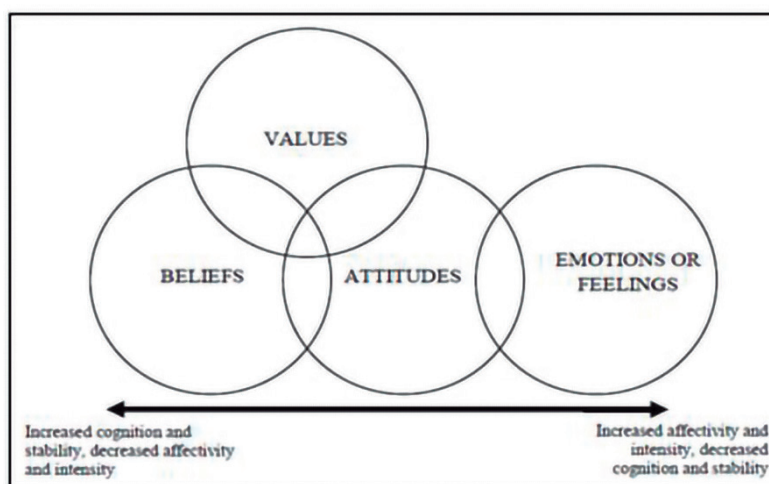 VALUES
BELIEFS
ATTITUDES
EMOTIONS OR
FEELINGS
Increased cognition and
stability, decreased affectivity
and intensity
Increased affectivity and
intensity, decreased
cognition and stability